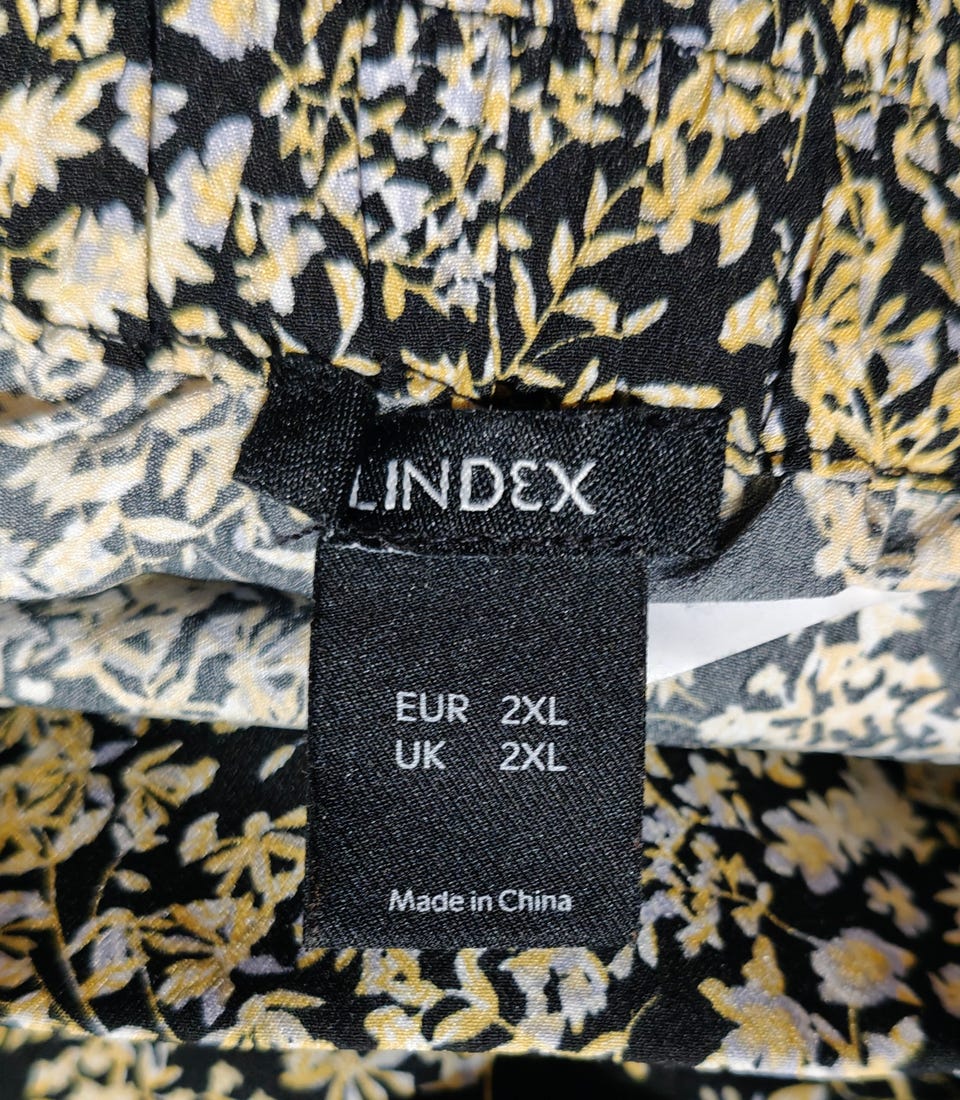 LINDEX
EUR 2XL
UK 2XL
Made in China